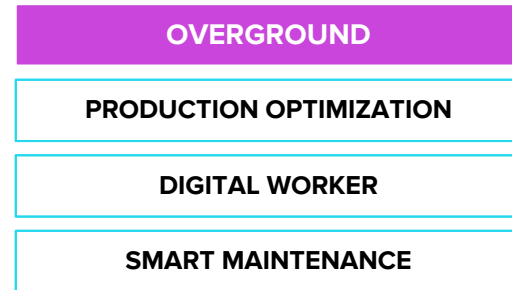 OVERGROUND
PRODUCTION OPTIMIZATION
DIGITAL WORKER
SMART MAINTENANCE